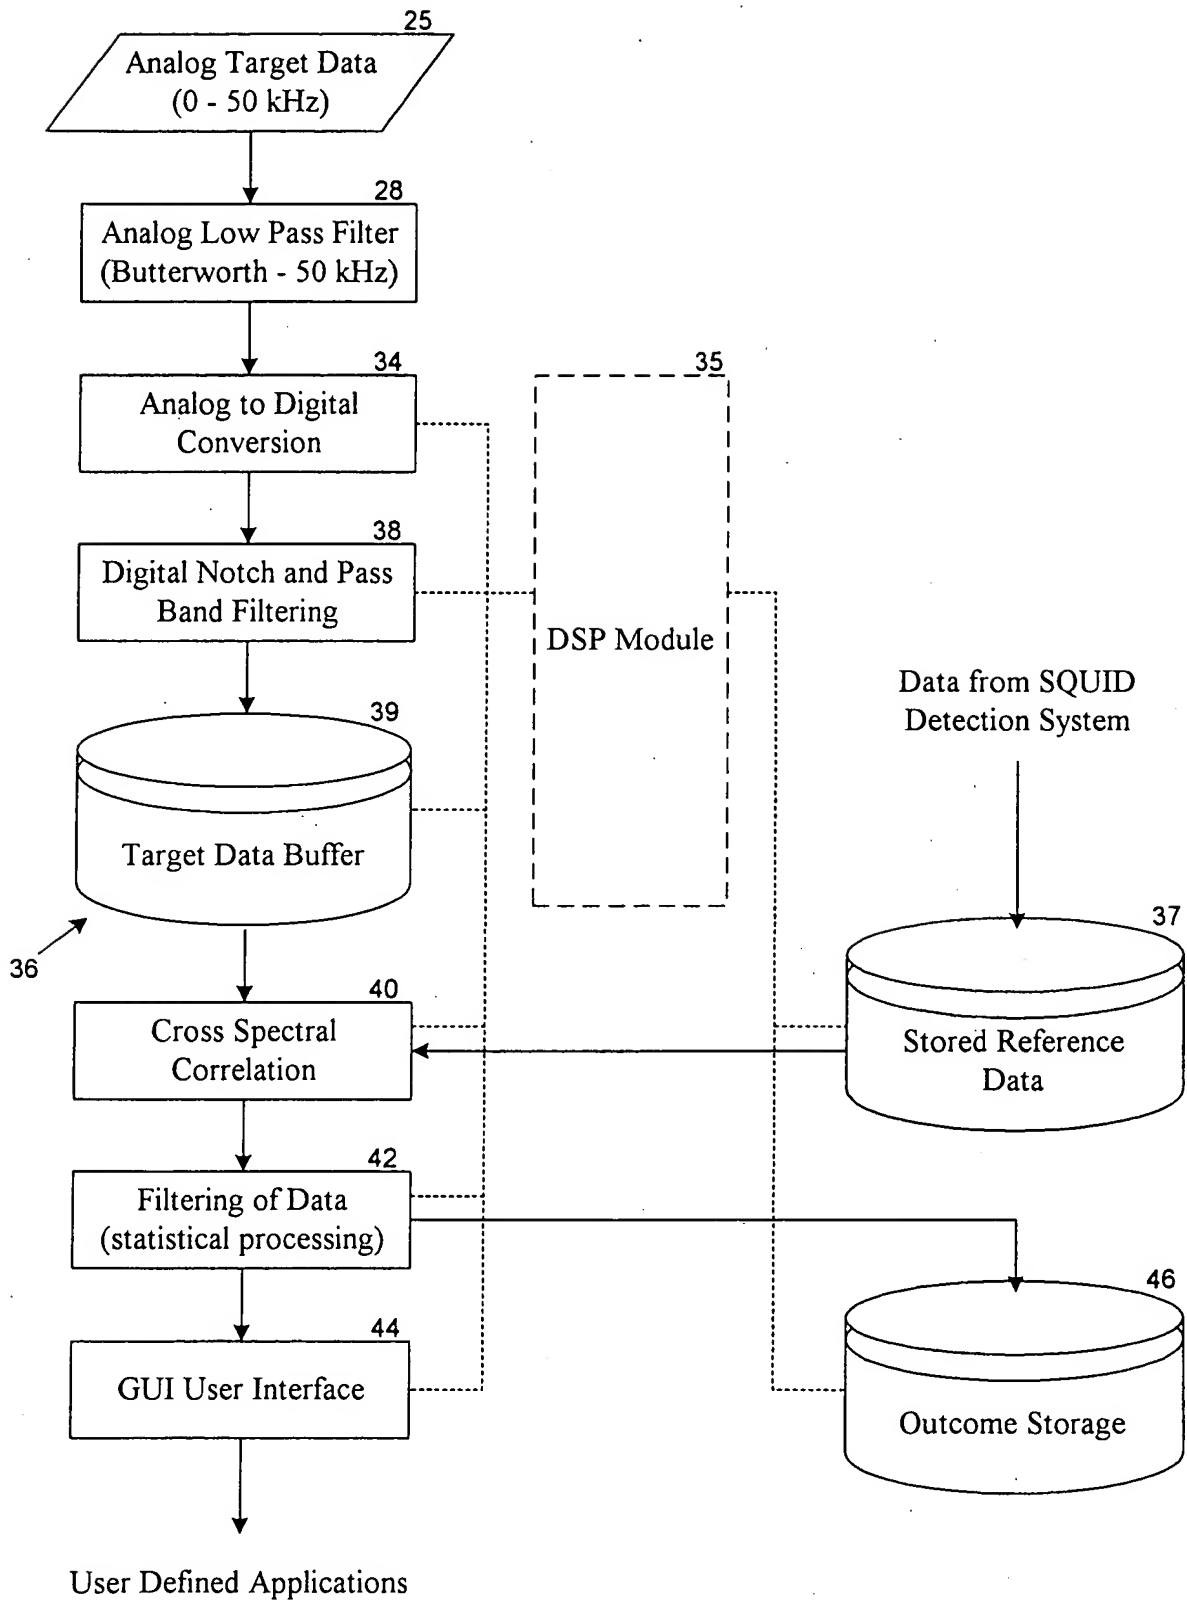 25
Analog Target Data
(0 - 50 kHz)
28
Analog Low Pass Filter
(Butterworth - 50 kHz)
34
Analog to Digital
Conversion
35
DSP Module
38
Digital Notch and Pass
Band Filtering
39
Target Data Buffer
36
Data from SQUID
Detection System
37
Stored Reference
Data
40
Cross Spectral
Correlation
42
Filtering of Data
(statistical processing)
46
Outcome Storage
44
GUI User Interface
User Defined Applications